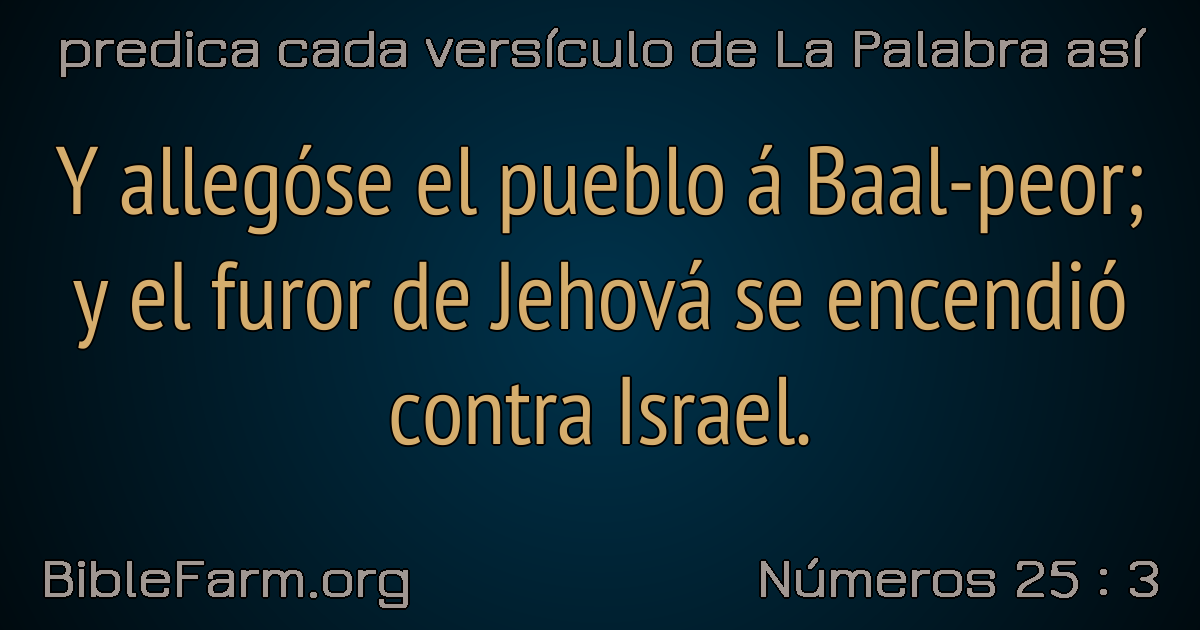 predica cada versículo de La Palabra así
Y allegóse el pueblo á Baal-peor;
y el furor de Jehová se encendió
contra Israel.
BibleFarm.org
Números 25 : 3